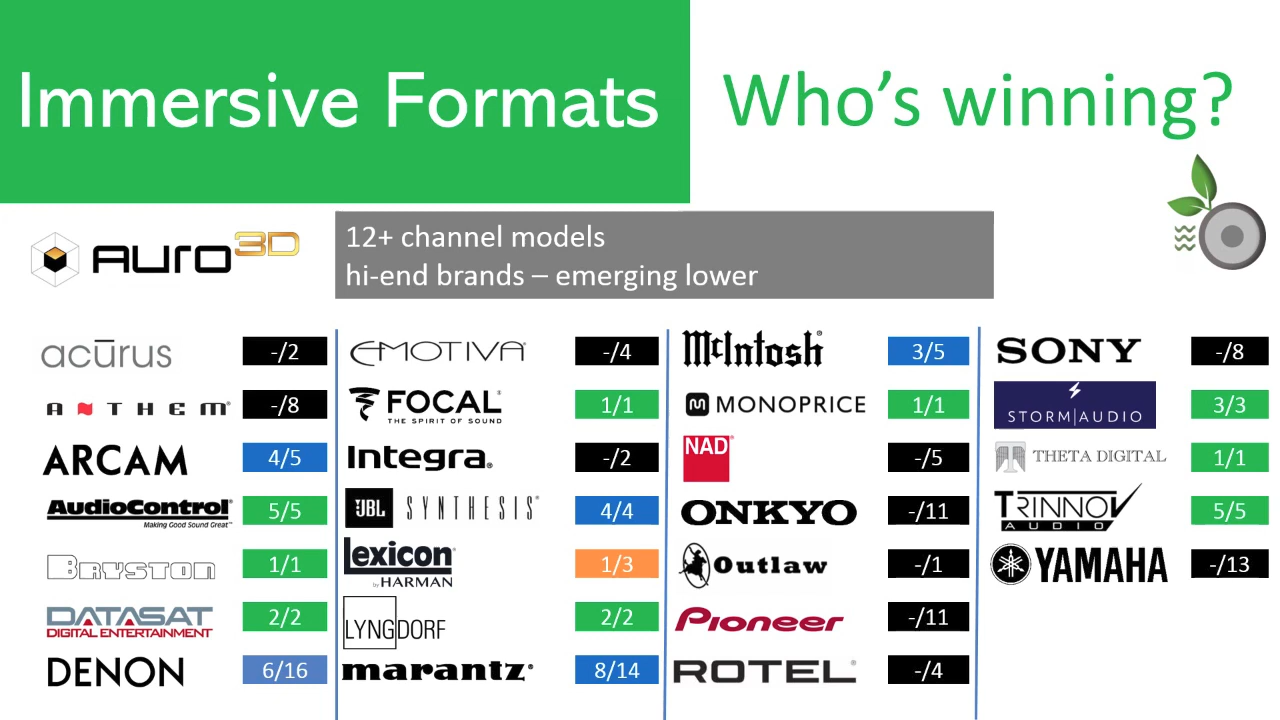 Immersive Formats
Who's winning?
AURO 3D
12+ channel models
hi-end brands – emerging lower
acūrus -/2
ANTHEM -/8
ARCAM 4/5
AudioControl® 5/5
Making Good Sound Great™
BRYSTON 1/1
DATASAT 2/2
DIGITAL ENTERTAINMENT
DENON 6/16
EMOTIVA® -/4
FOCAL® 1/1
THE SPIRIT OF SOUND
Integra® -/2
JBL SYNTHESIS® 4/4
lexicon® 1/3
by HARMAN
LYNGDORF 2/2
marantz® 8/14
McIntosh® 3/5
m MONOPRICE 1/1
NAD® -/5
ONKYO -/11
Outlaw -/1
Pioneer -/11
ROTEL® -/4
SONY -/8
STORM|AUDIO 3/3
THETA DIGITAL 1/1
TRINNOV 5/5
AUDIO
YAMAHA -/13